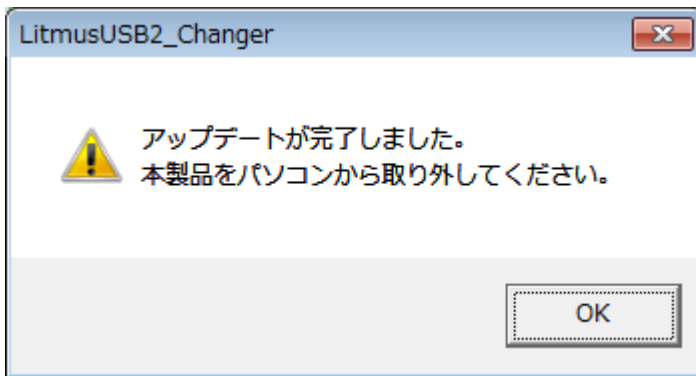 LitmusUSB2_Changer
アップデートが完了しました。
本製品をパソコンから取り外してください。
OK